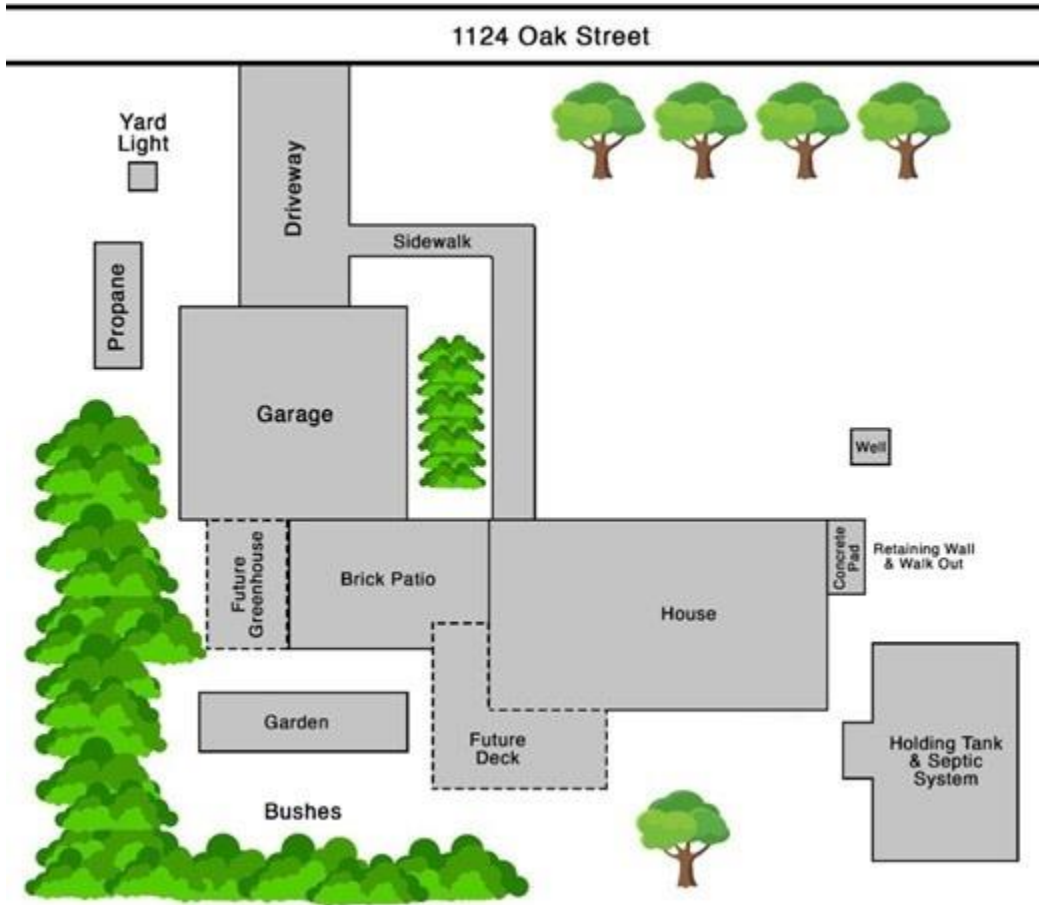 1124 Oak Street
Yard
Light
Driveway
Sidewalk
Propane
Garage
Well
Future
Greenhouse
Brick Patio
House
Concrete
Pad
Retaining Wall
& Walk Out
Garden
Future
Deck
Holding Tank
& Septic
System
Bushes